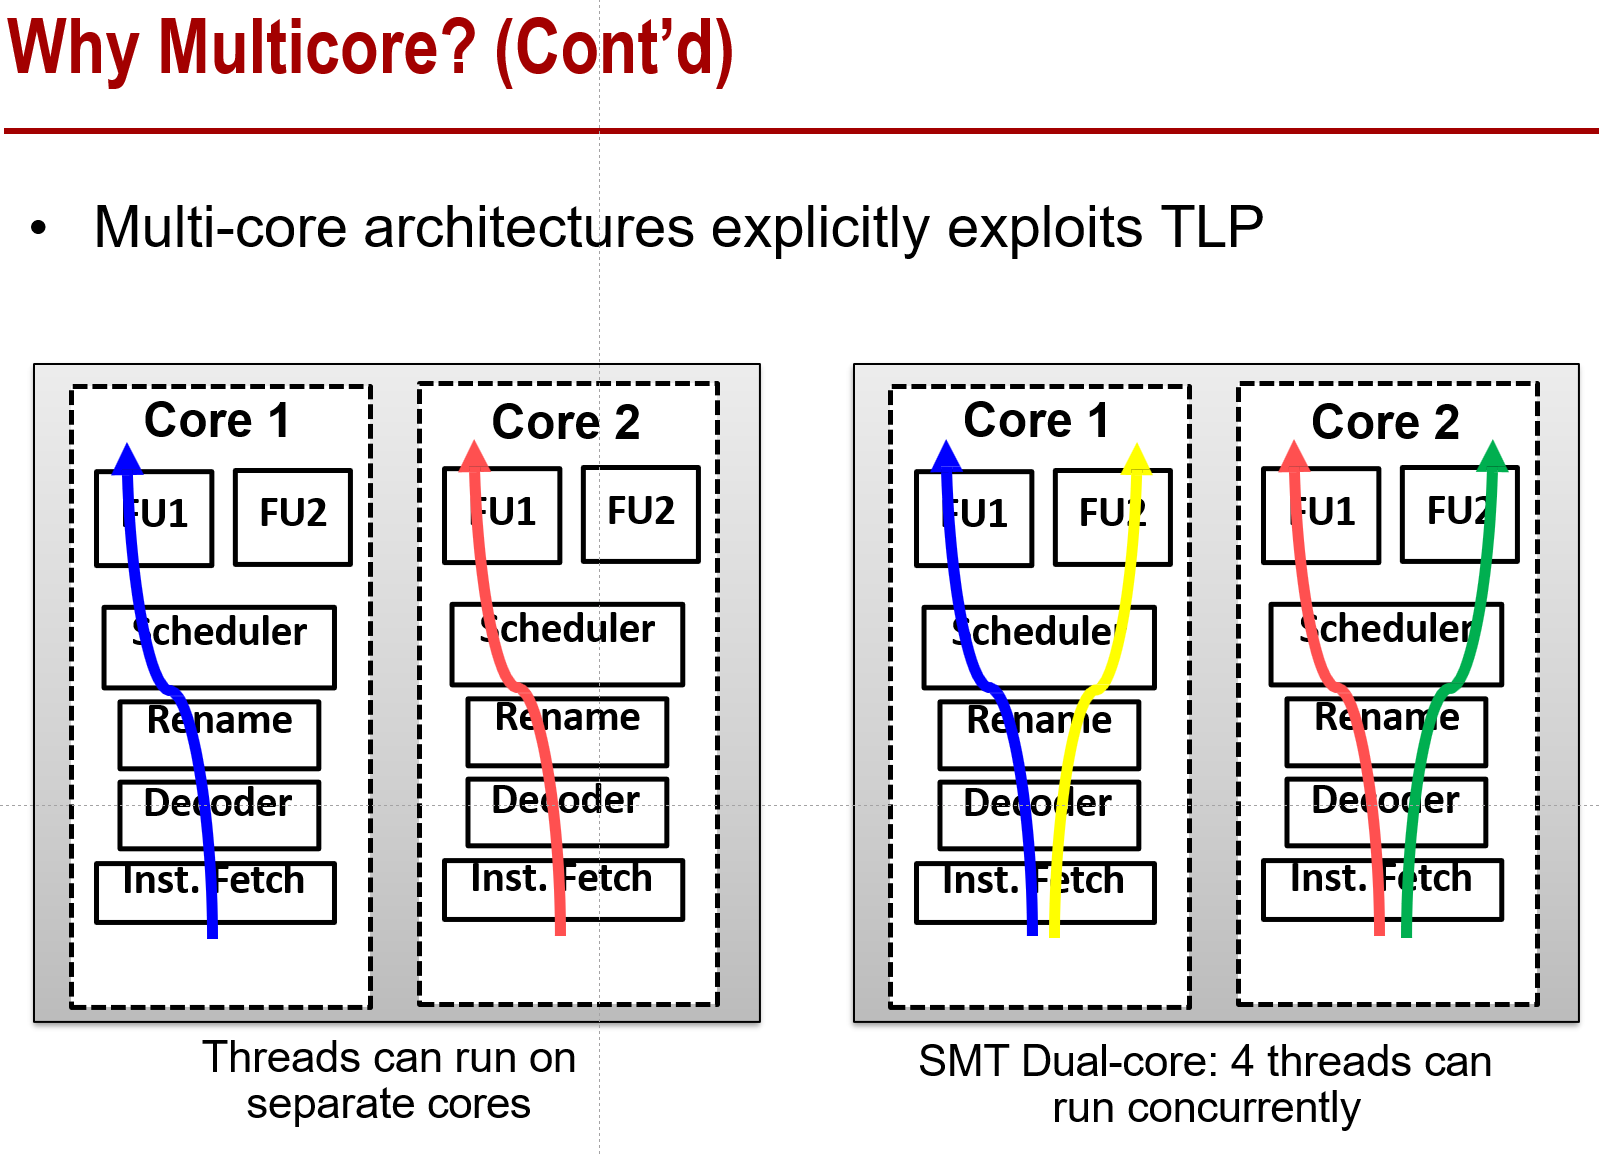 Why Multicore? (Cont’d)
• Multi-core architectures explicitly exploits TLP
Core 1
FU1
FU2
Scheduler
Rename
Decoder
Inst. Fetch
Core 2
FU1
FU2
Scheduler
Rename
Decoder
Inst. Fetch
Threads can run on
separate cores
Core 1
FU1
FU2
Scheduler
Rename
Decoder
Inst. Fetch
Core 2
FU1
FU2
Scheduler
Rename
Decoder
Inst. Fetch
SMT Dual-core: 4 threads can
run concurrently